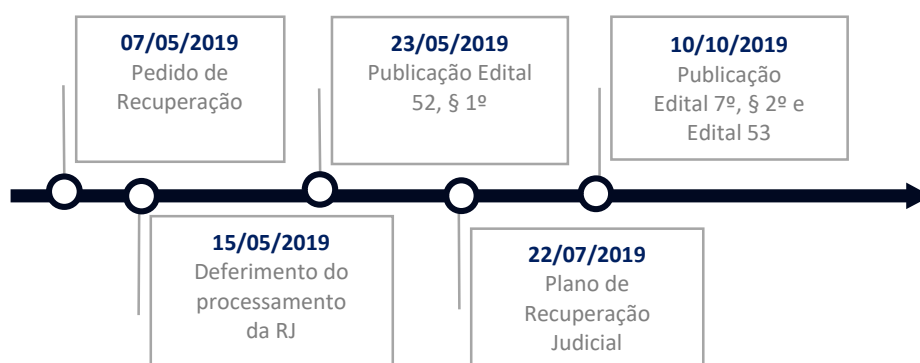 07/05/2019
Pedido de
Recuperação
23/05/2019
Publicação Edital
52, § 1º
10/10/2019
Publicação
Edital 7º, § 2º e
Edital 53
15/05/2019
Deferimento do
processamento
da RJ
22/07/2019
Plano de
Recuperação
Judicial